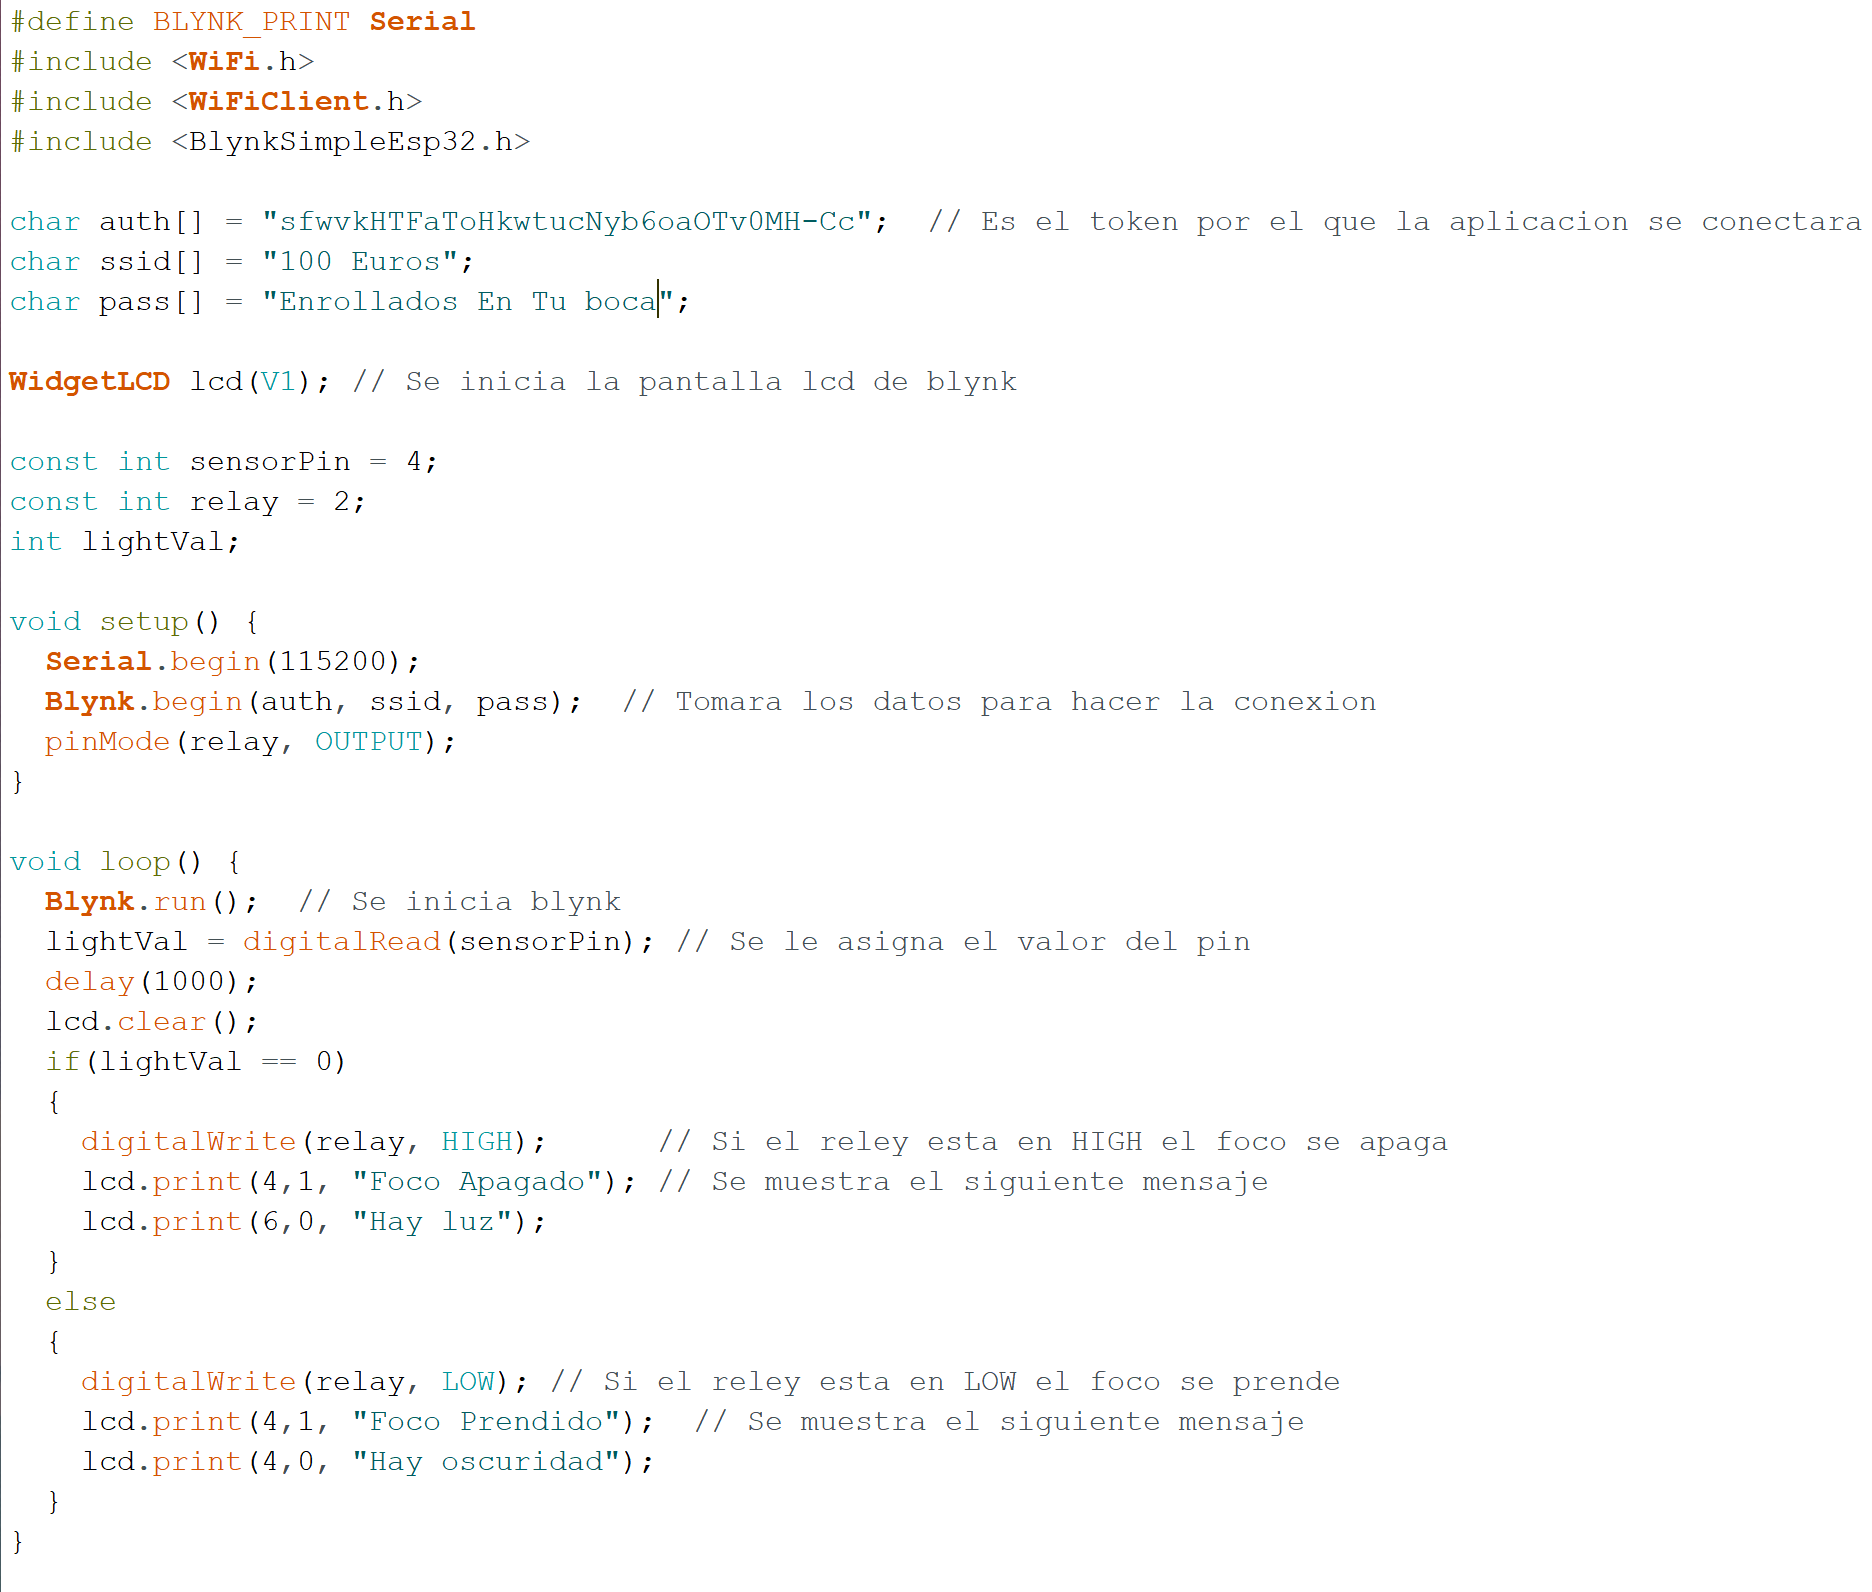 #define BLYNK_PRINT Serial
#include <WiFi.h>
#include <WiFiClient.h>
#include <BlynkSimpleEsp32.h>

char auth[] = "sfwvkHTFaToHkwtucNyb6oaOTv0MH-Cc";  // Es el token por el que la aplicacion se conectara
char ssid[] = "100 Euros";
char pass[] = "Enrollados En Tu boca";

WidgetLCD lcd(V1); // Se inicia la pantalla lcd de blynk

const int sensorPin = 4;
const int relay = 2;
int lightVal;

void setup() {
  Serial.begin(115200);
  Blynk.begin(auth, ssid, pass);  // Tomara los datos para hacer la conexion
  pinMode(relay, OUTPUT);
}

void loop() {
  Blynk.run();  // Se inicia blynk
  lightVal = digitalRead(sensorPin); // Se le asigna el valor del pin
  delay(1000);
  lcd.clear();
  if(lightVal == 0)
  {
    digitalWrite(relay, HIGH);      // Si el reley esta en HIGH el foco se apaga
    lcd.print(4,1, "Foco Apagado"); // Se muestra el siguiente mensaje
    lcd.print(6,0, "Hay luz");
  }
  else
  {
    digitalWrite(relay, LOW); // Si el reley esta en LOW el foco se prende
    lcd.print(4,1, "Foco Prendido");  // Se muestra el siguiente mensaje
    lcd.print(4,0, "Hay oscuridad");
  }
}